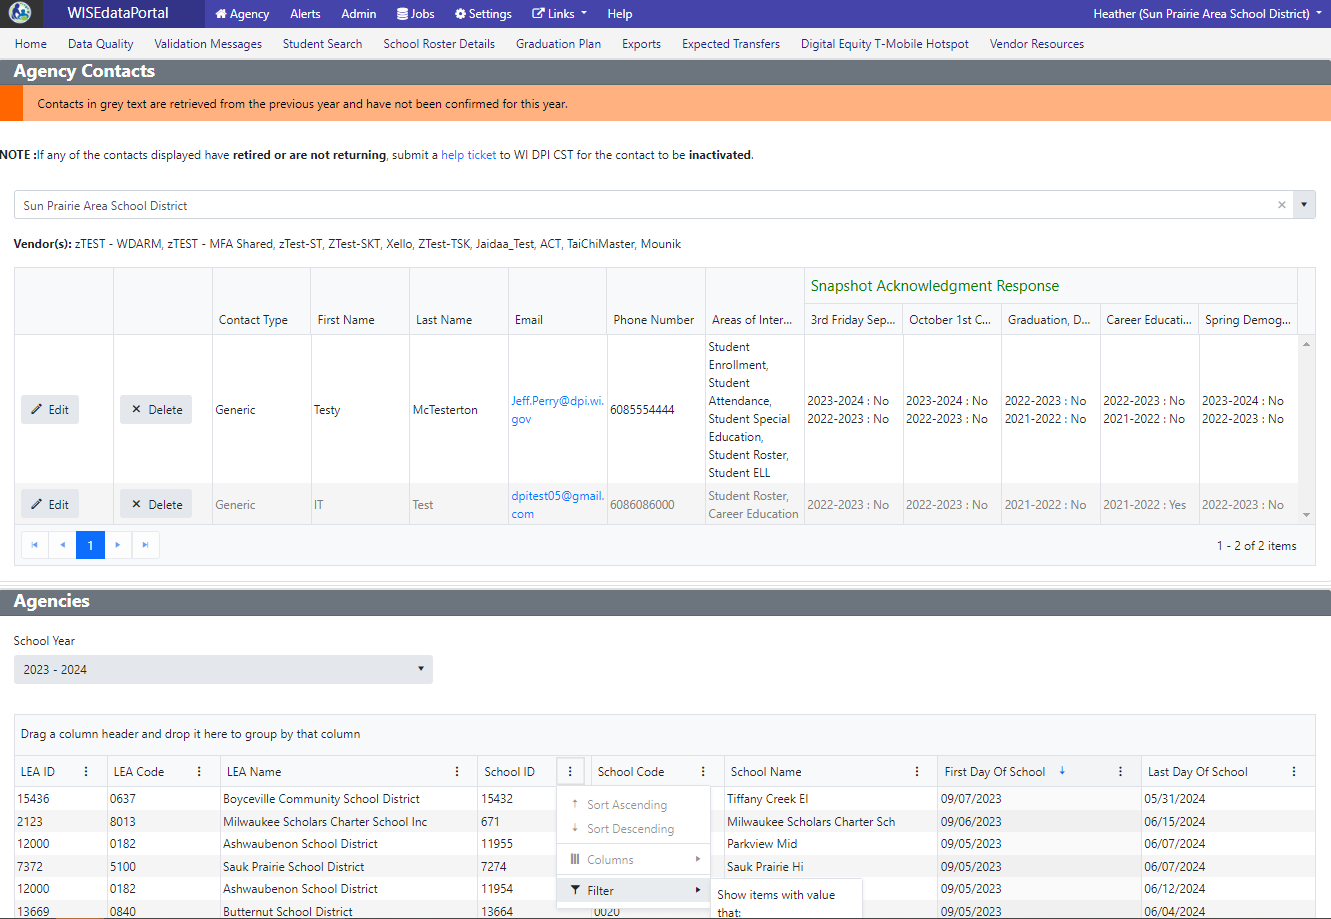 WISEdataPortal Agency Alerts Admin Jobs Settings Links Help Heather (Sun Prairie Area School District)
Home Data Quality Validation Messages Student Search School Roster Details Graduation Plan Exports Expected Transfers Digital Equity T-Mobile Hotspot Vendor Resources
Agency Contacts
Contacts in grey text are retrieved from the previous year and have not been confirmed for this year.
NOTE :If any of the contacts displayed have retired or are not returning, submit a help ticket to WI DPI CST for the contact to be inactivated.
Sun Prairie Area School District
Vendor(s): zTEST - WDARM, zTEST - MFA Shared, zTest-ST, ZTest-SKT, Xello, ZTest-TSK, Jaidaa_Test, ACT, TaiChiMaster, Mounik
Snapshot Acknowledgment Response
Contact Type First Name Last Name Email Phone Number Areas of Inter... 3rd Friday Sep... October 1st C... Graduation, D... Career Educati... Spring Demog...
Student
Enrollment,
Student
Jeff.Perry@dpi.wi. Attendance, 2023-2024 : No 2023-2024 : No 2022-2023 : No 2022-2023 : No 2023-2024 : No
Edit Delete Generic Testy McTesterton 6085554444
gov Student Special 2022-2023 : No 2022-2023 : No 2021-2022 : No 2021-2022 : No 2022-2023 : No
Education,
Student Roster,
Student ELL
dpitest05@gmail. Student Roster,
Edit Delete Generic IT Test 6086086000 2022-2023 : No 2022-2023 : No 2021-2022 : No 2021-2022 : Yes 2022-2023 : No
com Career Education
1 1 - 2 of 2 items
Agencies
School Year
2023 - 2024
Drag a column header and drop it here to group by that column
LEA ID LEA Code LEA Name School ID School Code School Name First Day Of School Last Day Of School
15436 0637 Boyceville Community School District 15432 Tiffany Creek El 09/07/2023 05/31/2024
Sort Ascending
2123 8013 Milwaukee Scholars Charter School Inc 671 Milwaukee Scholars Charter Sch 09/06/2023 06/15/2024
Sort Descending
12000 0182 Ashwaubenon School District 11955 Parkview Mid 09/05/2023 06/07/2024
Columns
7372 5100 Sauk Prairie School District 7274 Sauk Prairie Hi 09/05/2023 06/07/2024
12000 0182 Ashwaubenon School District 11954 Filter 09/05/2023 06/12/2024
Show items with value
that:
13669 0840 Butternut School District 13664 0020 09/05/2023 06/04/2024